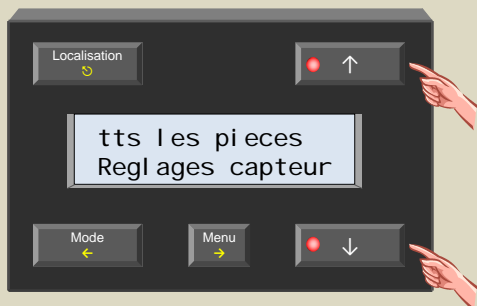 Localisation
tts les pieces
Reglages capteur
Mode
Menu